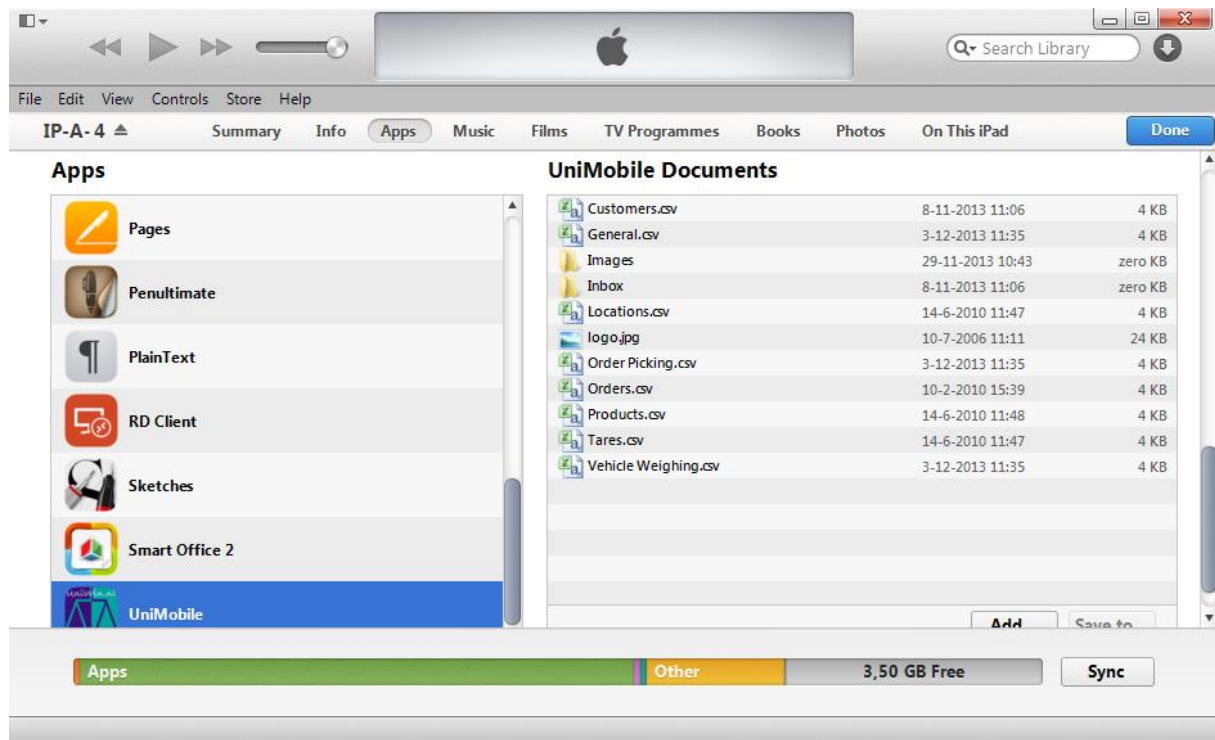 Search Library
File Edit View Controls Store Help
IP-A-4 Summary Info Apps Music Films TV Programmes Books Photos On This iPad Done
Apps
Pages
Penultimate
PlainText
RD Client
Sketches
Smart Office 2
UniMobile
UniMobile Documents
Customers.csv 8-11-2013 11:06 4 KB
General.csv 3-12-2013 11:35 4 KB
Images 29-11-2013 10:43 zero KB
Inbox 8-11-2013 11:06 zero KB
Locations.csv 14-6-2010 11:47 4 KB
logo.jpg 10-7-2006 11:11 24 KB
Order Picking.csv 3-12-2013 11:35 4 KB
Orders.csv 10-2-2010 15:39 4 KB
Products.csv 14-6-2010 11:48 4 KB
Tares.csv 14-6-2010 11:47 4 KB
Vehicle Weighing.csv 3-12-2013 11:35 4 KB
Add... Save to...
Apps Other 3,50 GB Free Sync